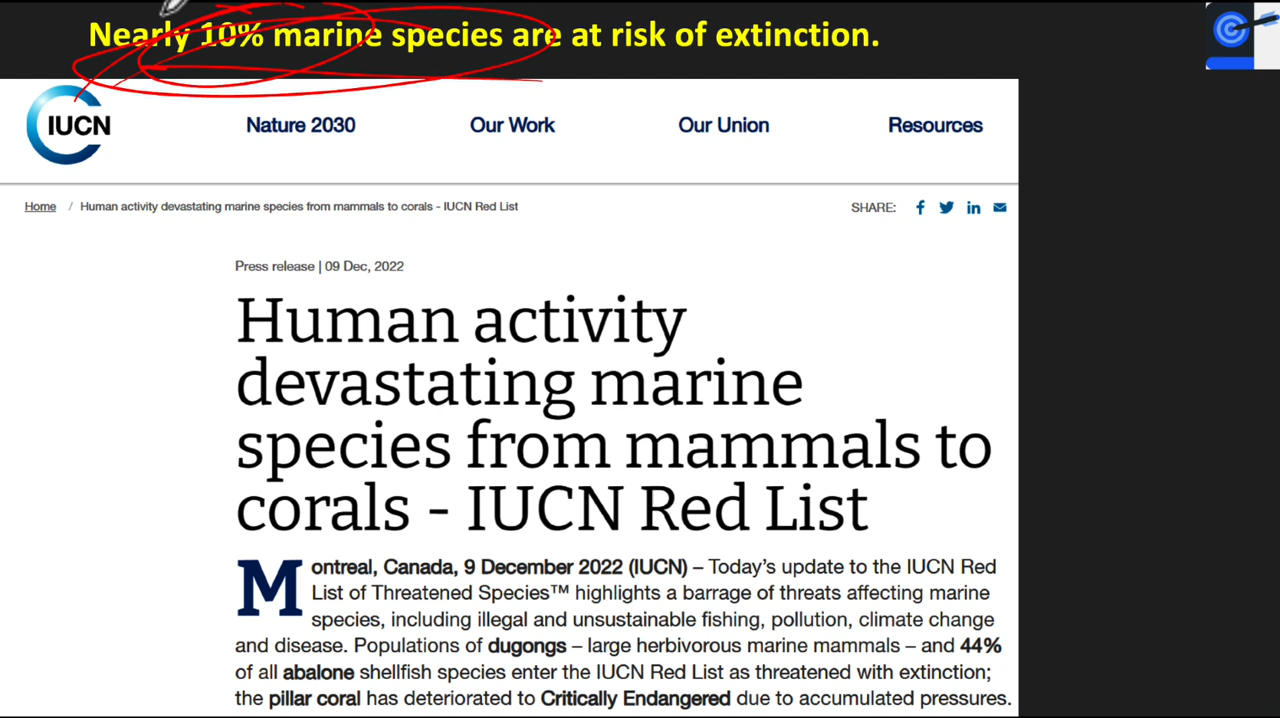 Nearly 10% marine species are at risk of extinction.
IUCN
Nature 2030
Our Work
Our Union
Resources
Home / Human activity devastating marine species from mammals to corals - IUCN Red List
SHARE:
Press release | 09 Dec, 2022
Human activity
devastating marine
species from mammals to
corals - IUCN Red List
Montreal, Canada, 9 December 2022 (IUCN) – Today's update to the IUCN Red
List of Threatened Species™ highlights a barrage of threats affecting marine
species, including illegal and unsustainable fishing, pollution, climate change
and disease. Populations of dugongs – large herbivorous marine mammals – and 44%
of all abalone shellfish species enter the IUCN Red List as threatened with extinction;
the pillar coral has deteriorated to Critically Endangered due to accumulated pressures.